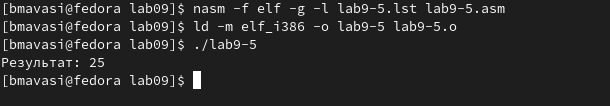 [bmavasi@fedora lab09]$ nasm -f elf -g -l lab9-5.lst lab9-5.asm
[bmavasi@fedora lab09]$ ld -m elf_i386 -o lab9-5 lab9-5.o
[bmavasi@fedora lab09]$ ./lab9-5
Результат: 25
[bmavasi@fedora lab09]$